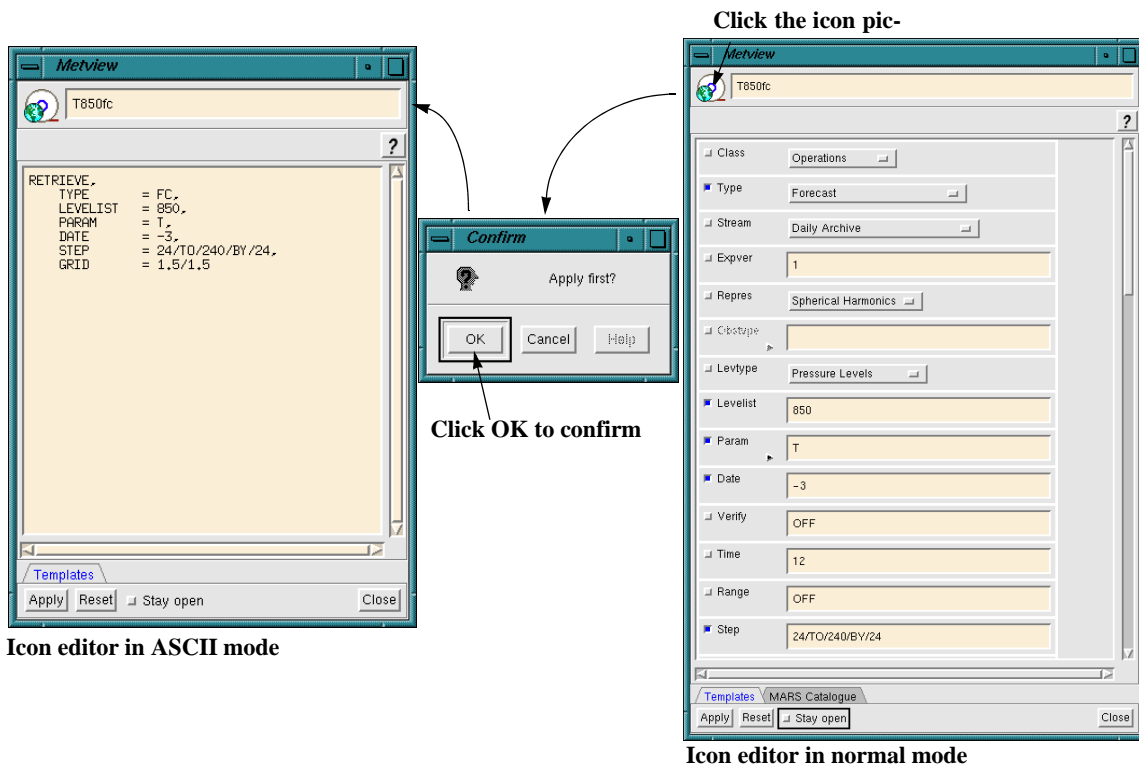 Click the icon pic-
Metview
T850fc
?
RETRIEVE,
TYPE = FC,
LEVELIST = 850,
PARAM = T,
DATE = -3,
STEP = 24/TO/240/BY/24,
GRID = 1.5/1.5
Templates
Apply Reset Stay open Close
Icon editor in ASCII mode
Confirm
Apply first?
OK Cancel Help
Click OK to confirm
Metview
T850fc
?
Class Operations
Type Forecast
Stream Daily Archive
Expver 1
Repres Spherical Harmonics
Obstype
Levtype Pressure Levels
Levelist 850
Param T
Date -3
Verify OFF
Time 12
Range OFF
Step 24/TO/240/BY/24
Templates MARS Catalogue
Apply Reset Stay open Close
Icon editor in normal mode